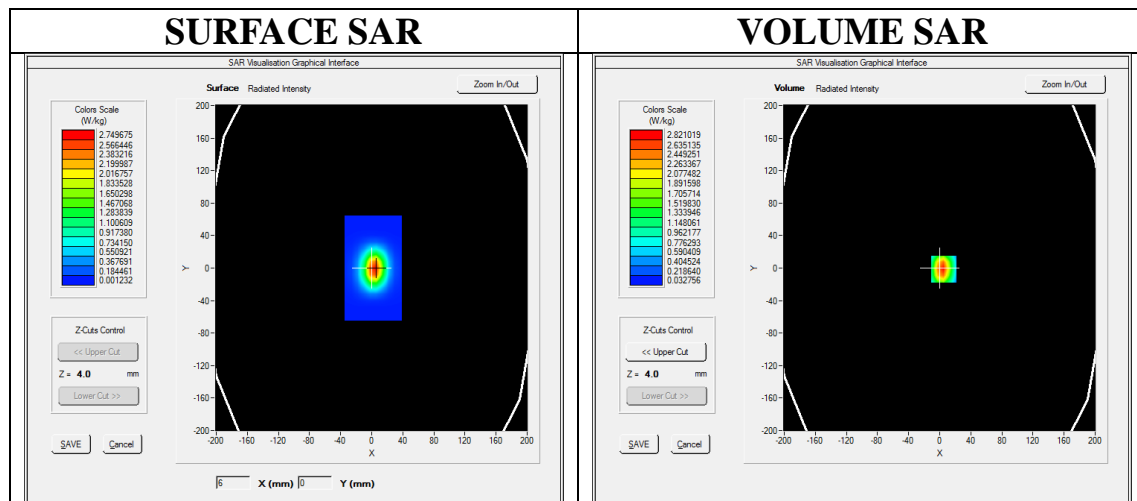 SURFACE SAR
SAR Visualisation Graphical Interface
Surface Radiated Intensity
Zoom In/Out
Colors Scale
(W/kg)
2.749675
2.566446
2.383216
2.199987
2.016757
1.833528
1.650298
1.467068
1.283839
1.100609
0.917380
0.734150
0.550921
0.367691
0.184461
0.001232
200
160
120
80
40
0
-40
-80
-120
-160
-200
Y
-200 -160 -120 -80 -40 0 40 80 120 160 200
X
Z-Cuts Control
<< Upper Cut
Z = 4.0 mm
Lower Cut >>
SAVE Cancel
6 X (mm) 0 Y (mm)
VOLUME SAR
SAR Visualisation Graphical Interface
Volume Radiated Intensity
Zoom In/Out
Colors Scale
(W/kg)
2.821019
2.635135
2.449251
2.263367
2.077482
1.891598
1.705714
1.519830
1.333946
1.148061
0.962177
0.776293
0.590409
0.404524
0.218640
0.032756
200
160
120
80
40
0
-40
-80
-120
-160
-200
Y
-200 -160 -120 -80 -40 0 40 80 120 160 200
X
Z-Cuts Control
<< Upper Cut
Z = 4.0 mm
Lower Cut >>
SAVE Cancel